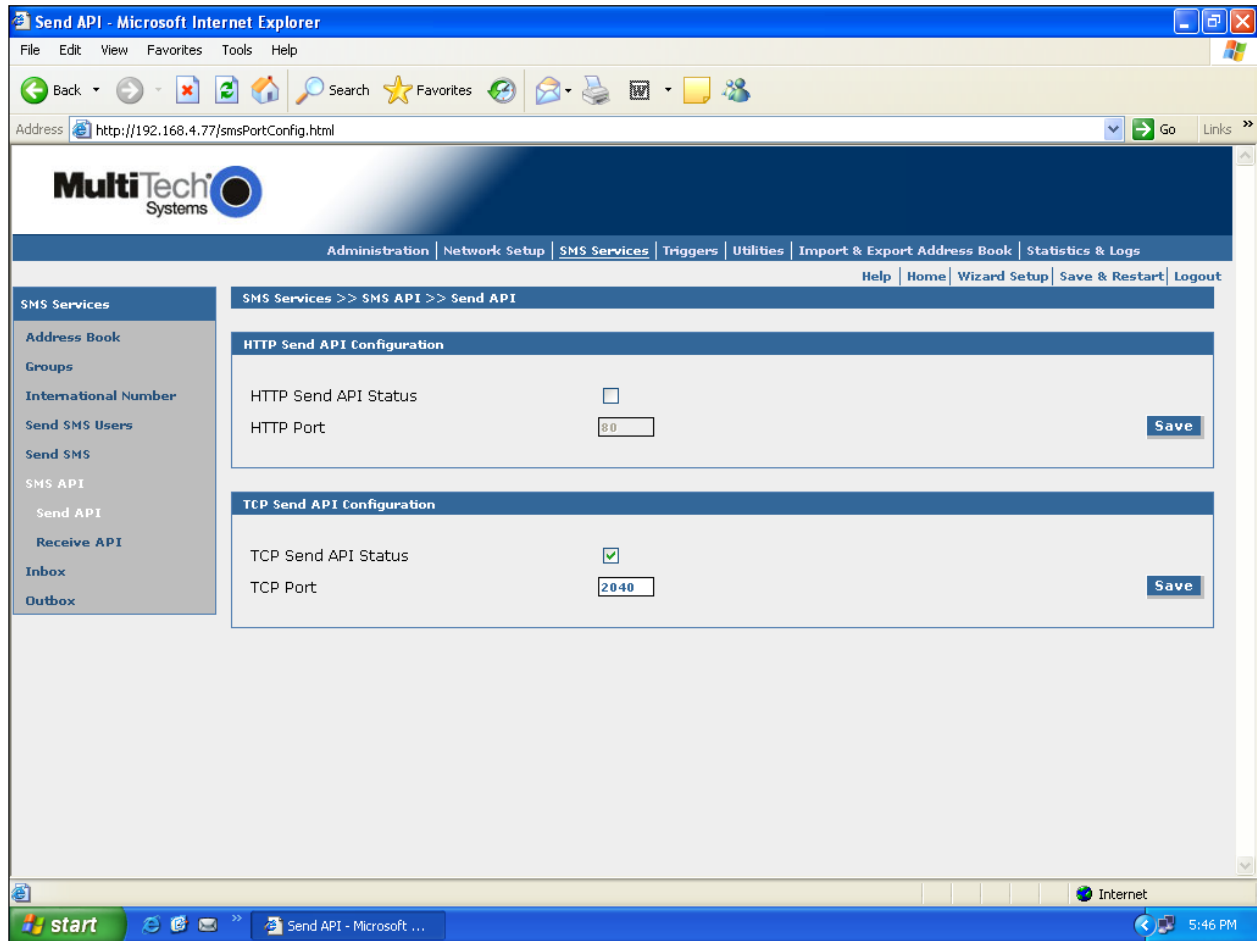 Send API - Microsoft Internet Explorer
File Edit View Favorites Tools Help
Back Search Favorites
Address http://192.168.4.77/smsPortConfig.html Go Links »
MultiTech
Systems
Administration | Network Setup | SMS Services | Triggers | Utilities | Import & Export Address Book | Statistics & Logs
Help | Home | Wizard Setup | Save & Restart | Logout
SMS Services
SMS Services >> SMS API >> Send API
Address Book
Groups
International Number
Send SMS Users
Send SMS
SMS API
Send API
Receive API
Inbox
Outbox
HTTP Send API Configuration
HTTP Send API Status
HTTP Port 80 Save
TCP Send API Configuration
TCP Send API Status
TCP Port 2040 Save
Internet
start » Send API - Microsoft ... 5:46 PM